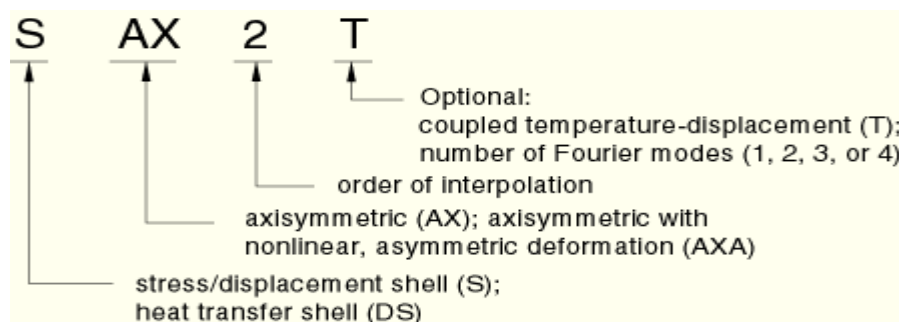 S AX 2 T
Optional:
coupled temperature-displacement (T);
number of Fourier modes (1, 2, 3, or 4)
order of interpolation
axisymmetric (AX); axisymmetric with
nonlinear, asymmetric deformation (AXA)
stress/displacement shell (S);
heat transfer shell (DS)